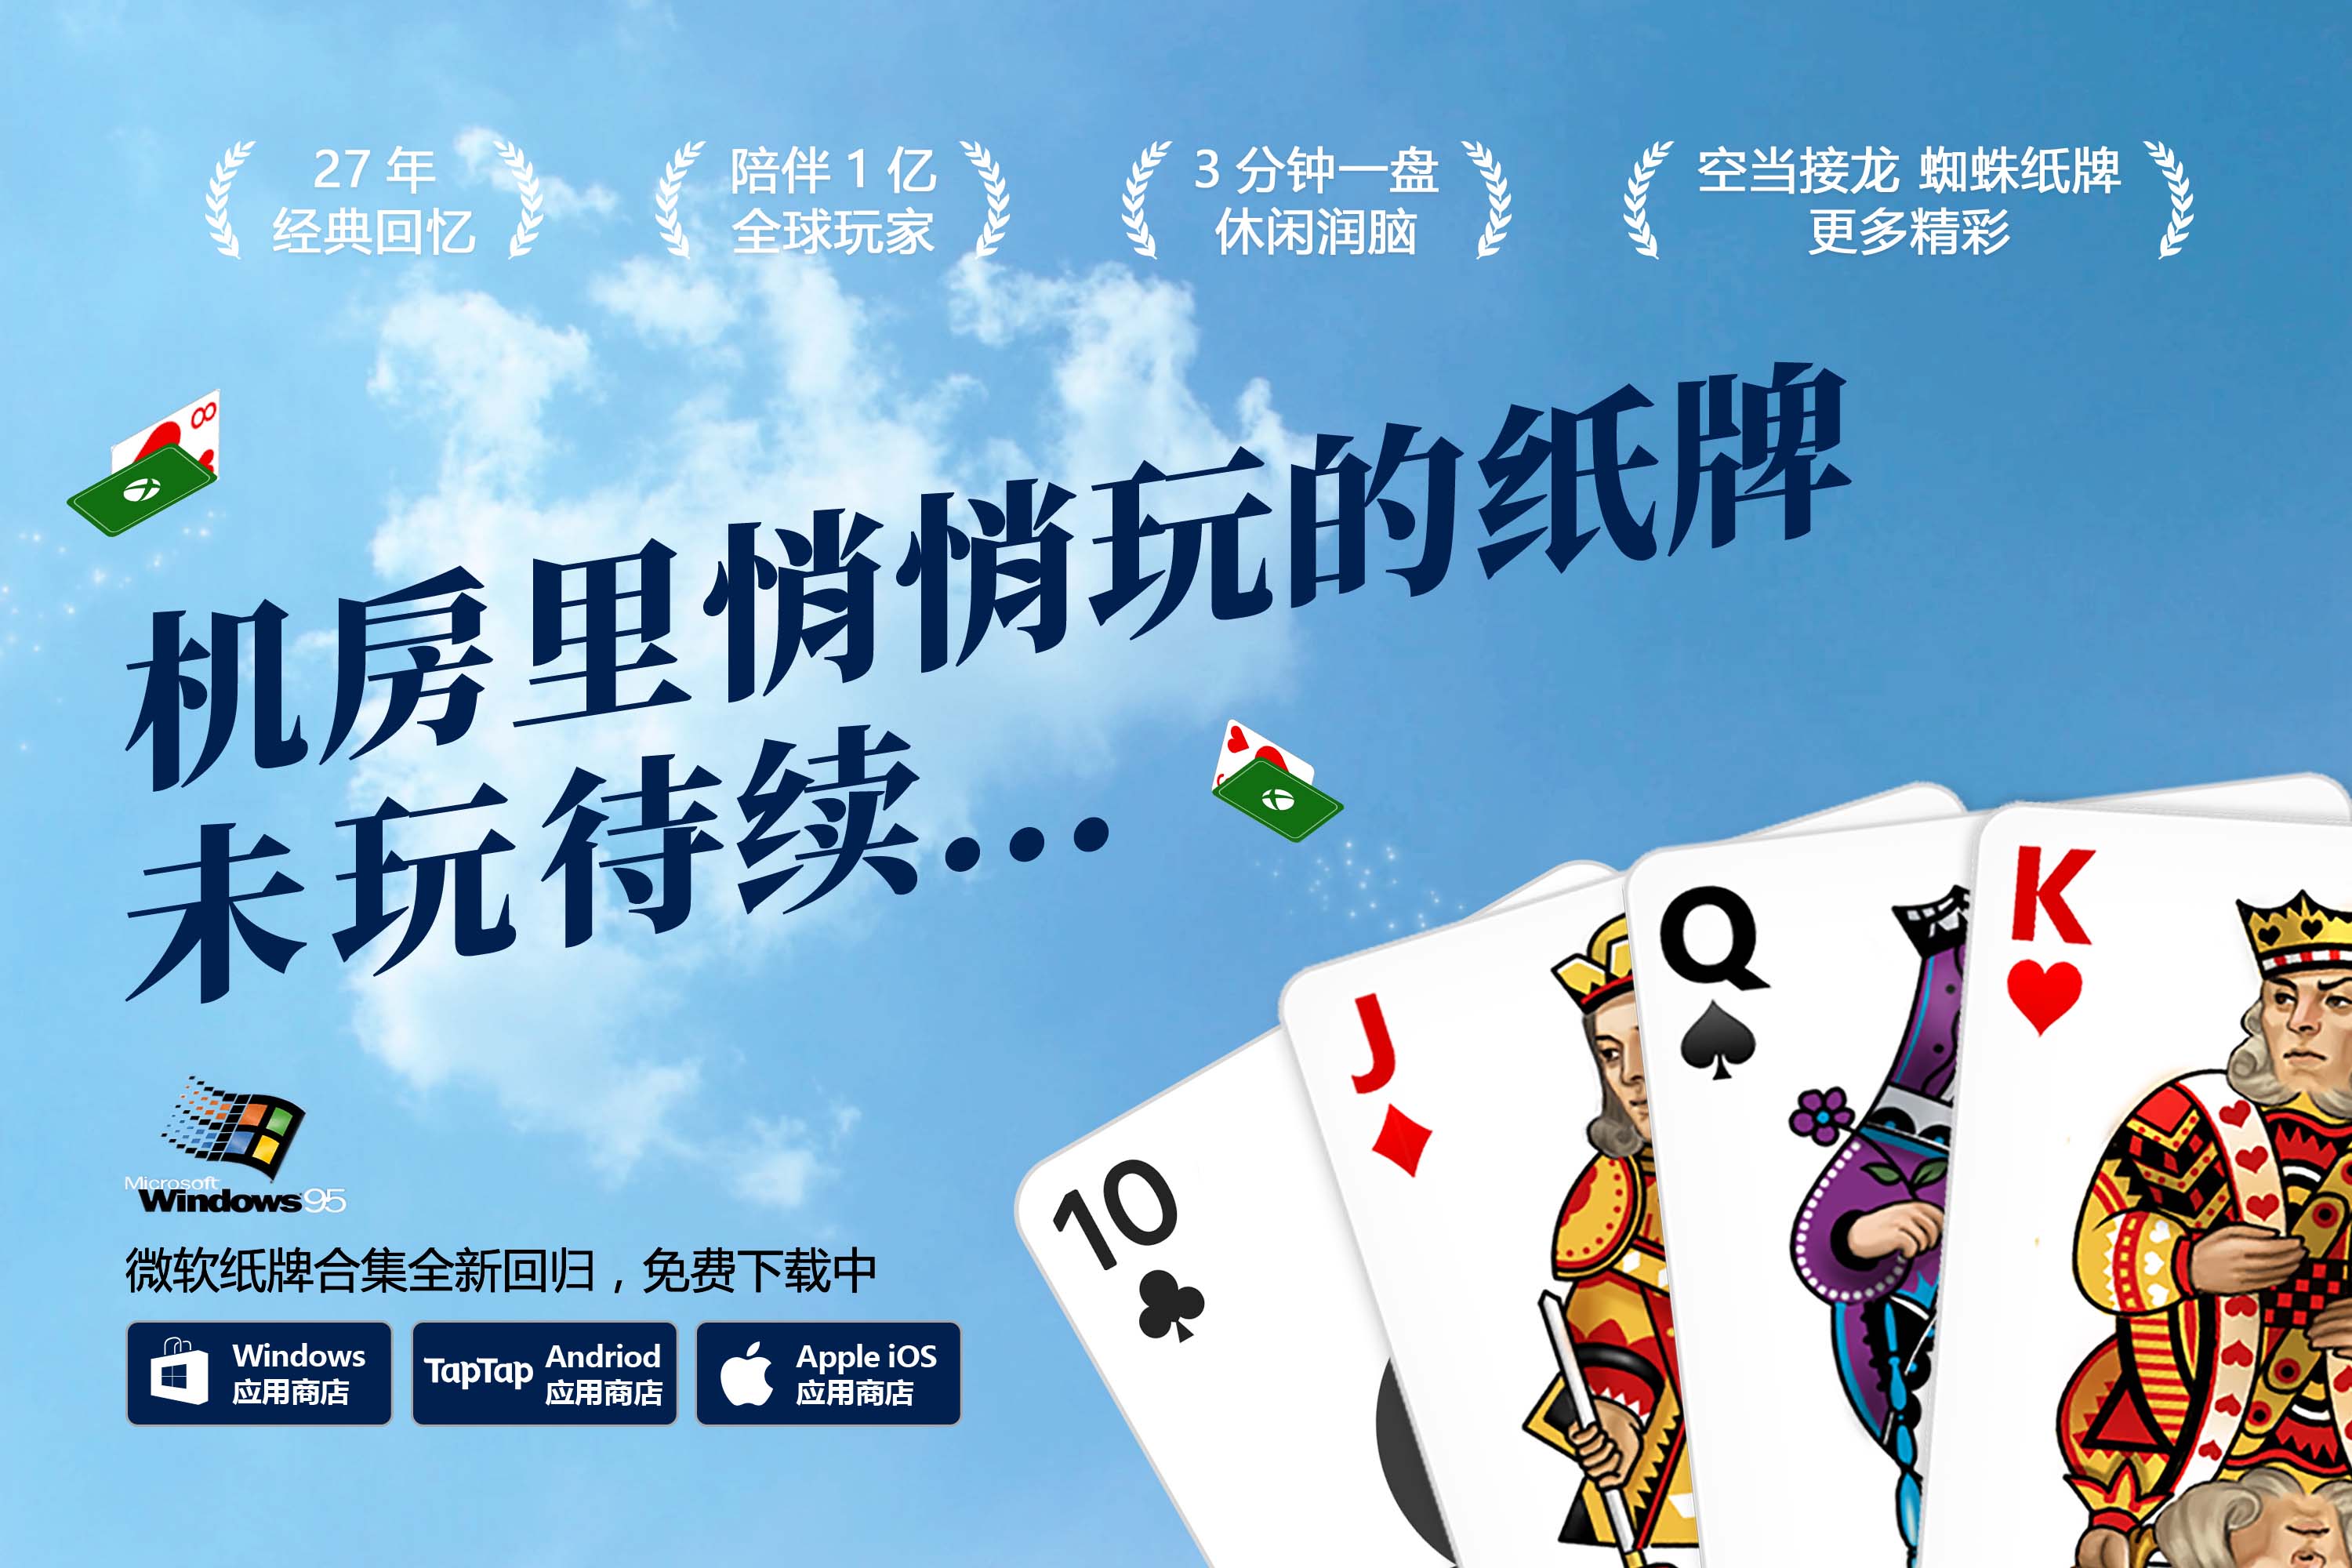 27 年
经典回忆
陪伴 1 亿
全球玩家
3 分钟一盘
休闲润脑
空当接龙 蜘蛛纸牌
更多精彩
8
机房里悄悄玩的纸牌
未玩待续...
K
Q
J
10
Microsoft
Windows 95
微软纸牌合集全新回归，免费下载中
Windows
应用商店
TapTap
Andriod
应用商店
Apple iOS
应用商店